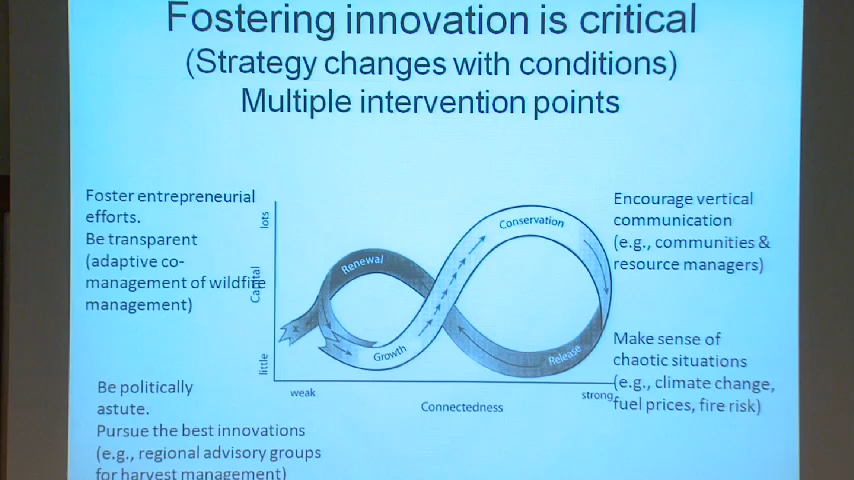 Fostering innovation is critical
(Strategy changes with conditions)
Multiple intervention points
Foster entrepreneurial
efforts.
Be transparent
(adaptive co-
management of wildfire
management)
Encourage vertical
communication
(e.g., communities &
resource managers)
lots
Capital
little
Renewal
Conservation
Growth
Release
weak
strong
Connectedness
Make sense of
chaotic situations
(e.g., climate change,
fuel prices, fire risk)
Be politically
astute.
Pursue the best innovations
(e.g., regional advisory groups
for harvest management)